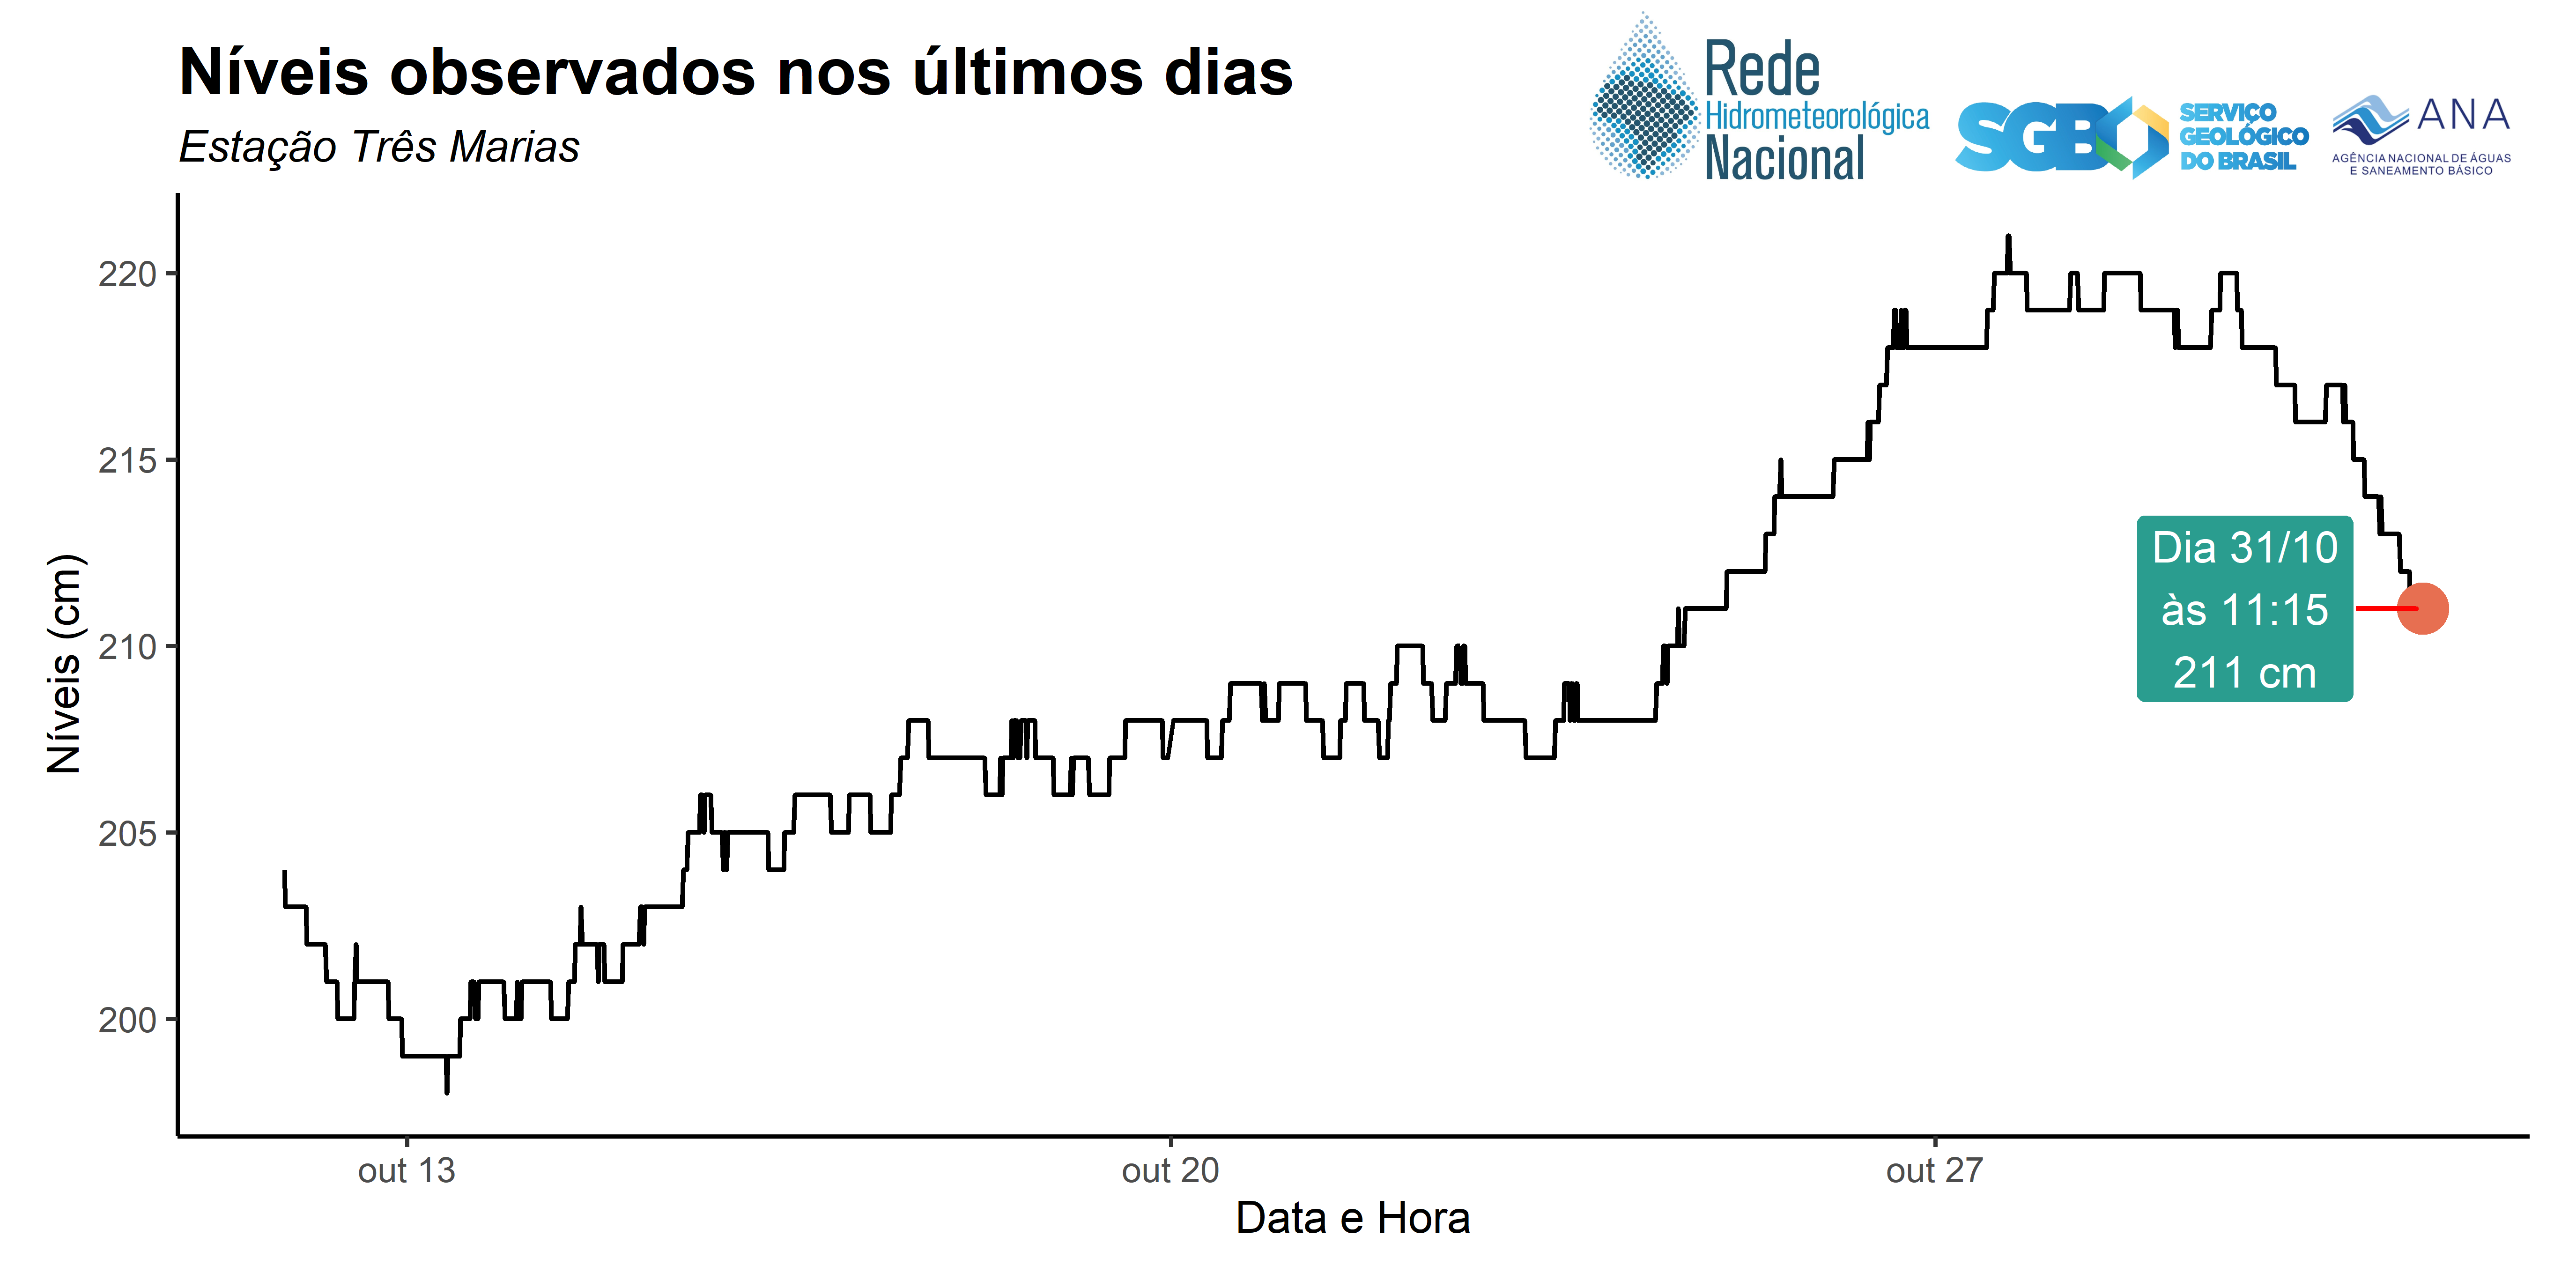 Níveis observados nos últimos dias
Estação Três Marias
Rede
Hidrometeorológica
Nacional
SGB
SERVIÇO
GEOLÓGICO
DO BRASIL
ANA
AGÊNCIA NACIONAL DE ÁGUAS
E SANEAMENTO BÁSICO
Níveis (cm)
220
215
210
205
200
Dia 31/10
às 11:15
211 cm
out 13
out 20
out 27
Data e Hora